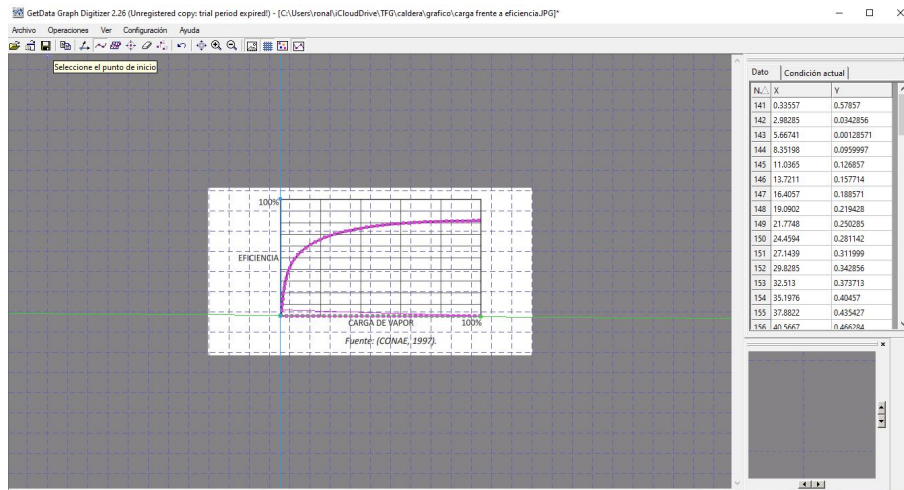 GetData Graph Digitizer 2.26 (Unregistered copy: trial period expired!) - [C:\Users\ronal\iCloudDrive\TFG\caldera\grafico\carga frente a eficiencia.JPG]*
Archivo Operaciones Ver Configuración Ayuda
Seleccione el punto de inicio
Dato Condición actual
N. X Y
141 0.33557 0.57857
142 2.98285 0.0342856
143 5.66741 0.00128571
144 8.35198 0.0959997
145 11.0365 0.126857
146 13.7211 0.157714
147 16.4057 0.188571
148 19.0902 0.219428
149 21.7748 0.250285
150 24.4594 0.281142
151 27.1439 0.311999
152 29.8285 0.342856
153 32.513 0.373713
154 35.1976 0.40457
155 37.8822 0.435427
156 40.5667 0.466284
100%
EFICIENCIA
CARGA DE VAPOR 100%
Fuente: (CONAE, 1997).